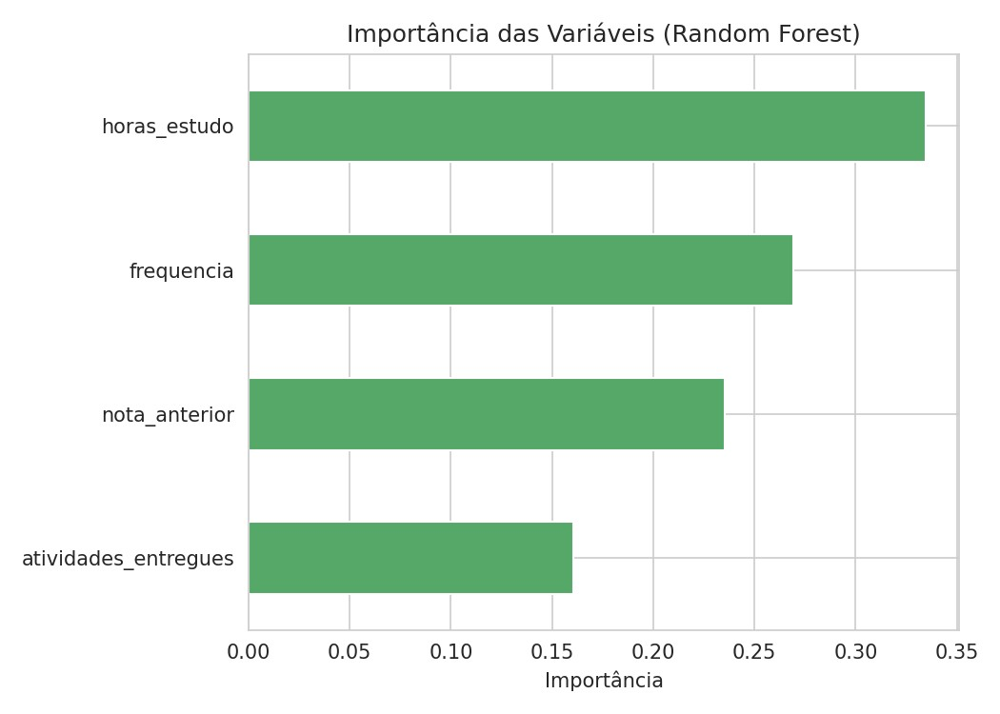 Importância das Variáveis (Random Forest)
horas_estudo
frequencia
nota_anterior
atividades_entregues
0.00 0.05 0.10 0.15 0.20 0.25 0.30 0.35
Importância